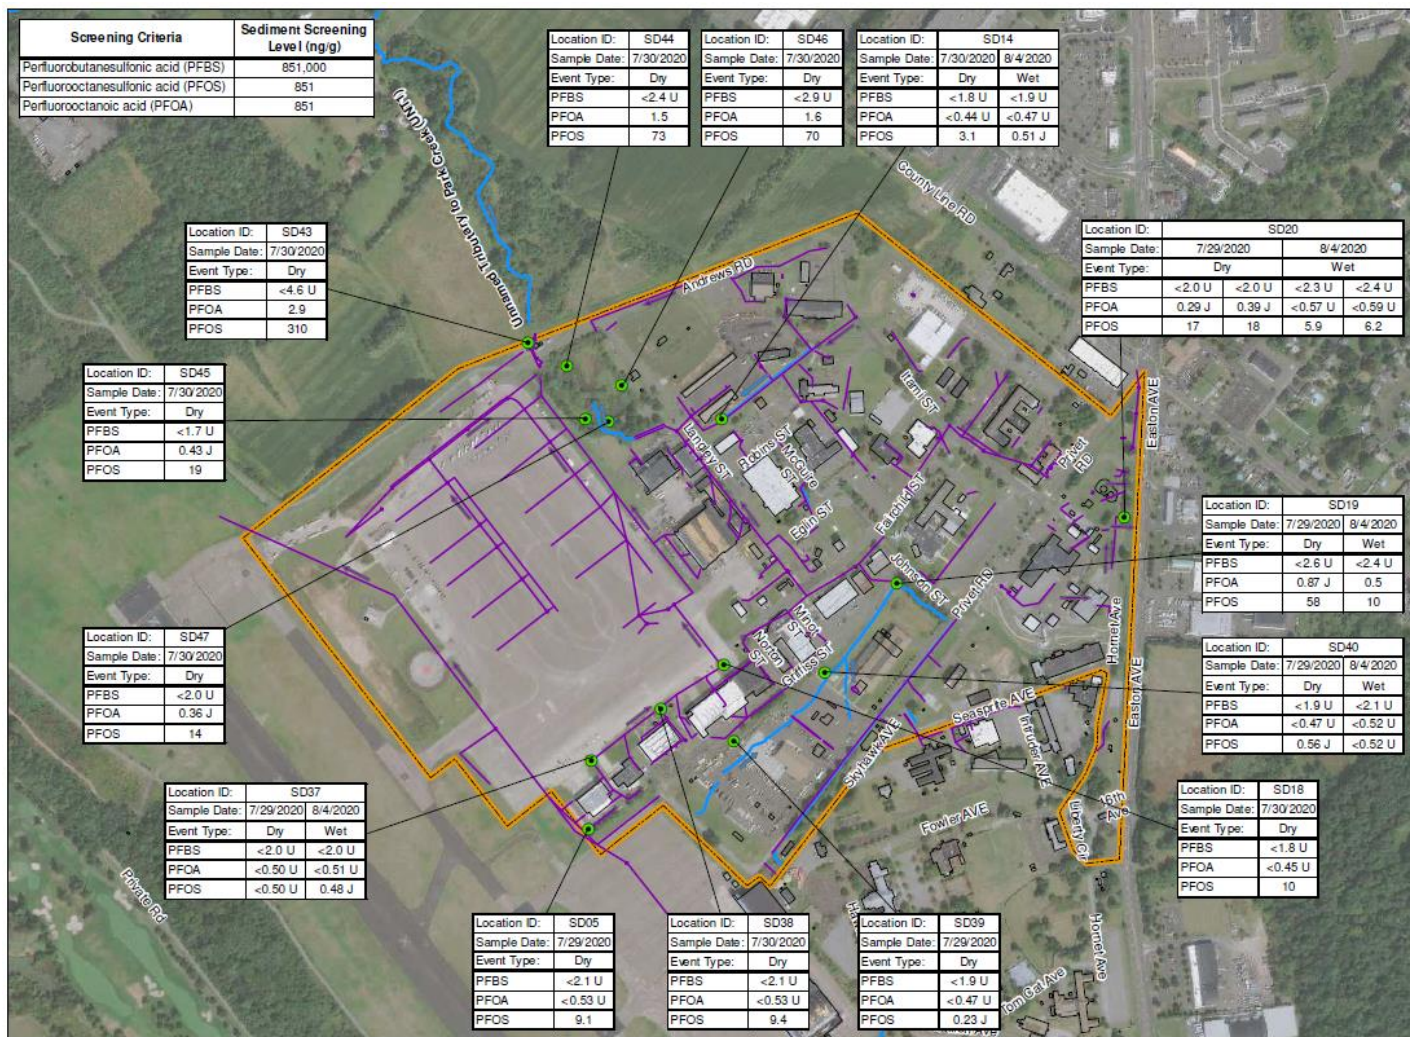 Screening Criteria Sediment Screening Level (ng/g)
Perfluorobutanesulfonic acid (PFBS) 851,000
Perfluorooctanesulfonic acid (PFOS) 851
Perfluorooctanoic acid (PFOA) 851
Location ID: SD44
Sample Date: 7/30/2020
Event Type: Dry
PFBS <2.4 U
PFOA 1.5
PFOS 73
Location ID: SD46
Sample Date: 7/30/2020
Event Type: Dry
PFBS <2.9 U
PFOA 1.6
PFOS 70
Location ID: SD14
Sample Date: 7/30/2020 8/4/2020
Event Type: Dry Wet
PFBS <1.8 U <1.9 U
PFOA <0.44 U <0.47 U
PFOS 3.1 0.51 J
Unnamed Tributary to Park Creek (UNT1)
County Line RD
Location ID: SD43
Sample Date: 7/30/2020
Event Type: Dry
PFBS <4.6 U
PFOA 2.9
PFOS 310
Location ID: SD20
Sample Date: 7/29/2020 8/4/2020
Event Type: Dry Wet
PFBS <2.0 U <2.0 U <2.3 U <2.4 U
PFOA 0.29 J 0.39 J <0.57 U <0.59 U
PFOS 17 18 5.9 6.2
Andrews RD
Location ID: SD45
Sample Date: 7/30/2020
Event Type: Dry
PFBS <1.7 U
PFOA 0.43 J
PFOS 19
Itami ST
Easton AVE
Langley ST
Robins ST
McGuire ST
Privet RD
Eglin ST
Fairchild ST
Location ID: SD19
Sample Date: 7/29/2020 8/4/2020
Event Type: Dry Wet
PFBS <2.6 U <2.4 U
PFOA 0.87 J 0.5
PFOS 58 10
Johnson ST
Privet RD
Minot ST
Norton ST
Griffiss ST
Hornet Ave
Easton AVE
Location ID: SD47
Sample Date: 7/30/2020
Event Type: Dry
PFBS <2.0 U
PFOA 0.36 J
PFOS 14
Location ID: SD40
Sample Date: 7/29/2020 8/4/2020
Event Type: Dry Wet
PFBS <1.9 U <2.1 U
PFOA <0.47 U <0.52 U
PFOS 0.56 J <0.52 U
Seasprite AVE
Intruder AVE
Skyhawk AVE
Location ID: SD37
Sample Date: 7/29/2020 8/4/2020
Event Type: Dry Wet
PFBS <2.0 U <2.0 U
PFOA <0.50 U <0.51 U
PFOS <0.50 U 0.48 J
Location ID: SD18
Sample Date: 7/30/2020
Event Type: Dry
PFBS <1.8 U
PFOA <0.45 U
PFOS 10
16th Ave
Fowler AVE
Liberty Cir
Private Rd
Location ID: SD05
Sample Date: 7/29/2020
Event Type: Dry
PFBS <2.1 U
PFOA <0.53 U
PFOS 9.1
Location ID: SD38
Sample Date: 7/30/2020
Event Type: Dry
PFBS <2.1 U
PFOA <0.53 U
PFOS 9.4
Location ID: SD39
Sample Date: 7/29/2020
Event Type: Dry
PFBS <1.9 U
PFOA <0.47 U
PFOS 0.23 J
Hornet Ave
Tom Cat Ave